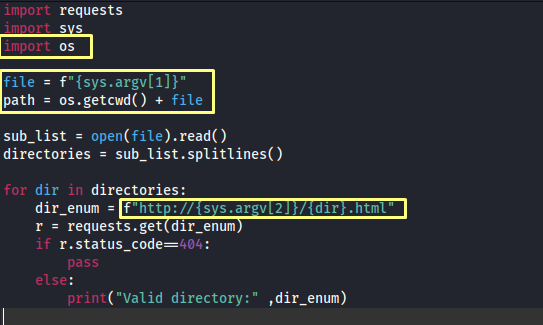 import requests
import sys
import os
file = f"{sys.argv[1]}"
path = os.getcwd() + file
sub_list = open(file).read()
directories = sub_list.splitlines()
for dir in directories:
    dir_enum = f"http://{sys.argv[2]}/{dir}.html"
    r = requests.get(dir_enum)
    if r.status_code==404:
        pass
    else:
        print("Valid directory:" ,dir_enum)